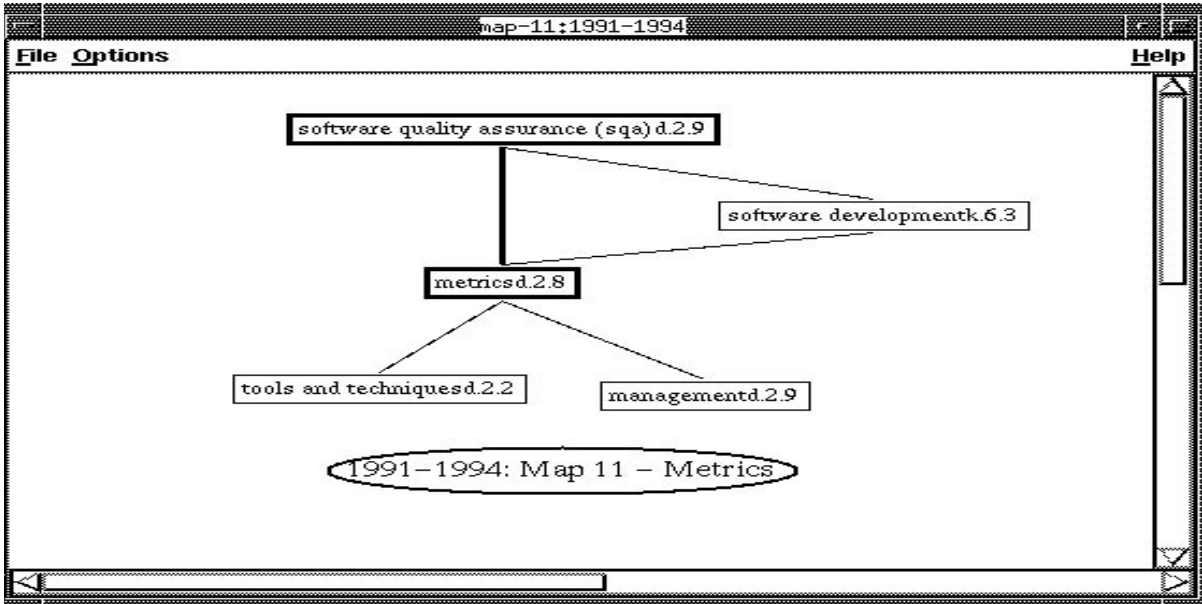 map-11:1991-1994
File Options Help
software quality assurance (sqa)d.2.9
software developmentk.6.3
metricsd.2.8
tools and techniquesd.2.2
managementd.2.9
1991-1994: Map 11 - Metrics